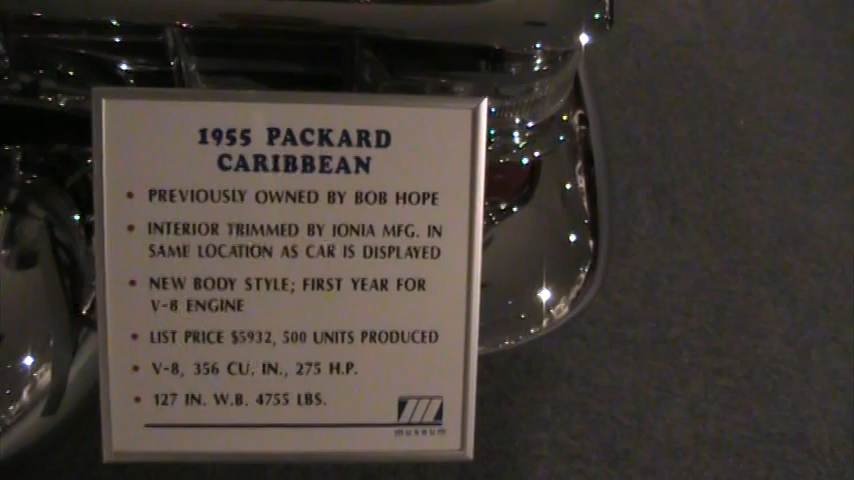 1955 PACKARD
CARIBBEAN
• PREVIOUSLY OWNED BY BOB HOPE
• INTERIOR TRIMMED BY IONIA MFG. IN
SAME LOCATION AS CAR IS DISPLAYED
• NEW BODY STYLE; FIRST YEAR FOR
V-8 ENGINE
• LIST PRICE $5932, 500 UNITS PRODUCED
• V-8, 356 CU. IN., 275 H.P.
• 127 IN. W.B. 4755 LBS.
museum